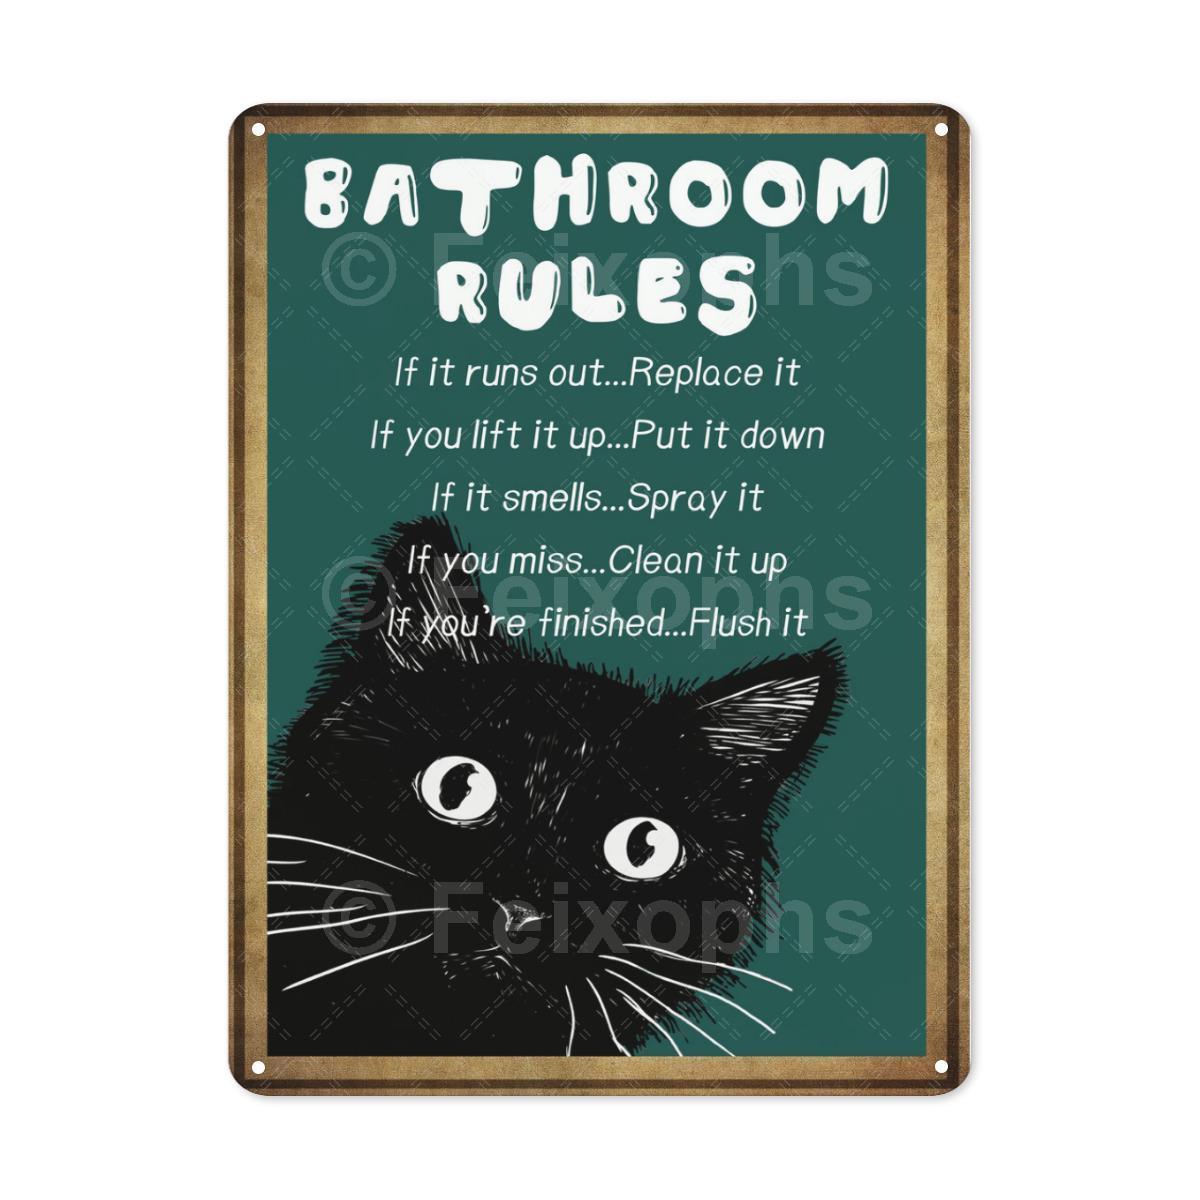 BATHROOM
© Feixophs
RULES
If it runs out...Replace it
If you lift it up...Put it down
If it smells...Spray it
If you miss...Clean it up
© Feixophs
If you're finished...Flush it
© Feixophs